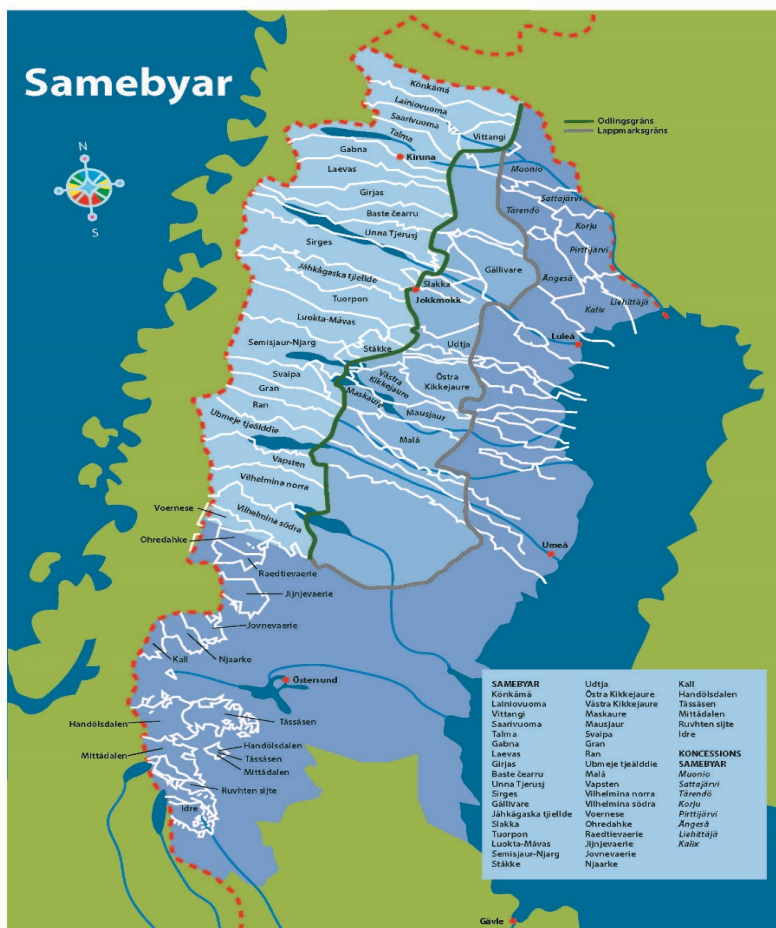 Samebyar
N
S
Odlingsgräns
Lappmarksgräns
Könkämä
Lainiovuoma
Saarivuoma
Talma
Vittangi
Gabna
Kiruna
Laevas
Muonio
Girjas
Sattajärvi
Tärendö
Baste čearru
Korju
Unna Tjerusj
Pirttijärvi
Sirges
Gällivare
Ängeså
Jåhkågaska tjiellde
Slakka
Jokkmokk
Liehittäjä
Kalix
Tuorpon
Luokta-Mávas
Luleå
Semisjaur-Njarg
Ståkke
Udtja
Svaipa
Västra
Kikkejaure
Östra
Kikkejaure
Gran
Maskaure
Ran
Mausjaur
Ubmeje tjeälddie
Malå
Vapsten
Vilhelmina norra
Voernese
Vilhelmina södra
Ohredahke
Umeå
Raedtievaerie
Jijnjevaerie
Jovnevaerie
Kall
Njaarke
Östersund
Handölsdalen
Tåssåsen
Mittådalen
Handölsdalen
Tåssåsen
Mittådalen
Ruvhten sijte
Idre
Gävle
SAMEBYAR
Könkämä
Lainiovuoma
Vittangi
Saarivuoma
Talma
Gabna
Laevas
Girjas
Baste čearru
Unna Tjerusj
Sirges
Gällivare
Jåhkågaska tjiellde
Slakka
Tuorpon
Luokta-Mávas
Semisjaur-Njarg
Ståkke
Udtja
Östra Kikkejaure
Västra Kikkejaure
Maskaure
Mausjaur
Svaipa
Gran
Ran
Ubmeje tjeälddie
Malå
Vapsten
Vilhelmina norra
Vilhelmina södra
Voernese
Ohredahke
Raedtievaerie
Jijnjevaerie
Jovnevaerie
Njaarke
Kall
Handölsdalen
Tåssåsen
Mittådalen
Ruvhten sijte
Idre
KONCESSIONS
SAMEBYAR
Muonio
Sattajärvi
Tärendö
Korju
Pirttijärvi
Ängeså
Liehittäjä
Kalix